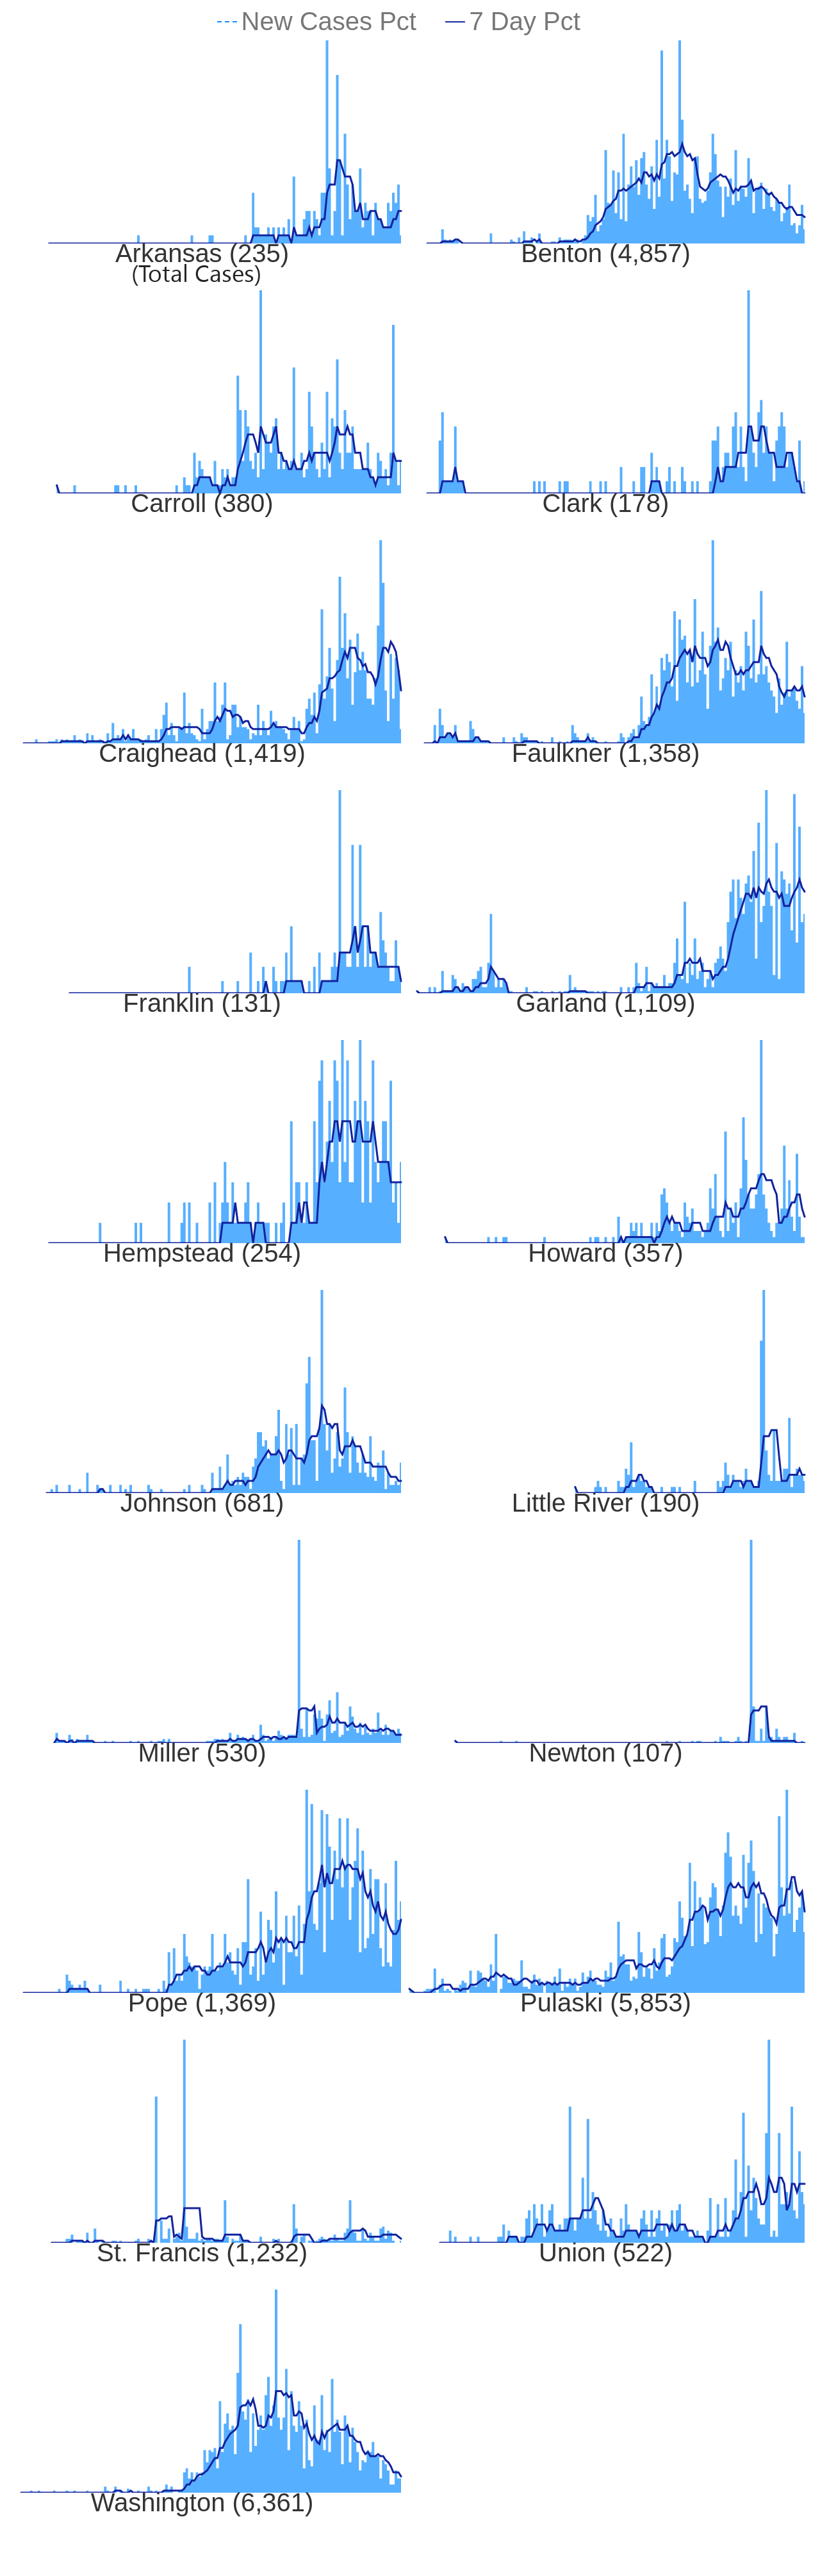 New Cases Pct 7 Day Pct
Arkansas (235) Benton (4,857)
(Total Cases)
Carroll (380) Clark (178)
Craighead (1,419) Faulkner (1,358)
Franklin (131) Garland (1,109)
Hempstead (254) Howard (357)
Johnson (681) Little River (190)
Miller (530) Newton (107)
Pope (1,369) Pulaski (5,853)
St. Francis (1,232) Union (522)
Washington (6,361)